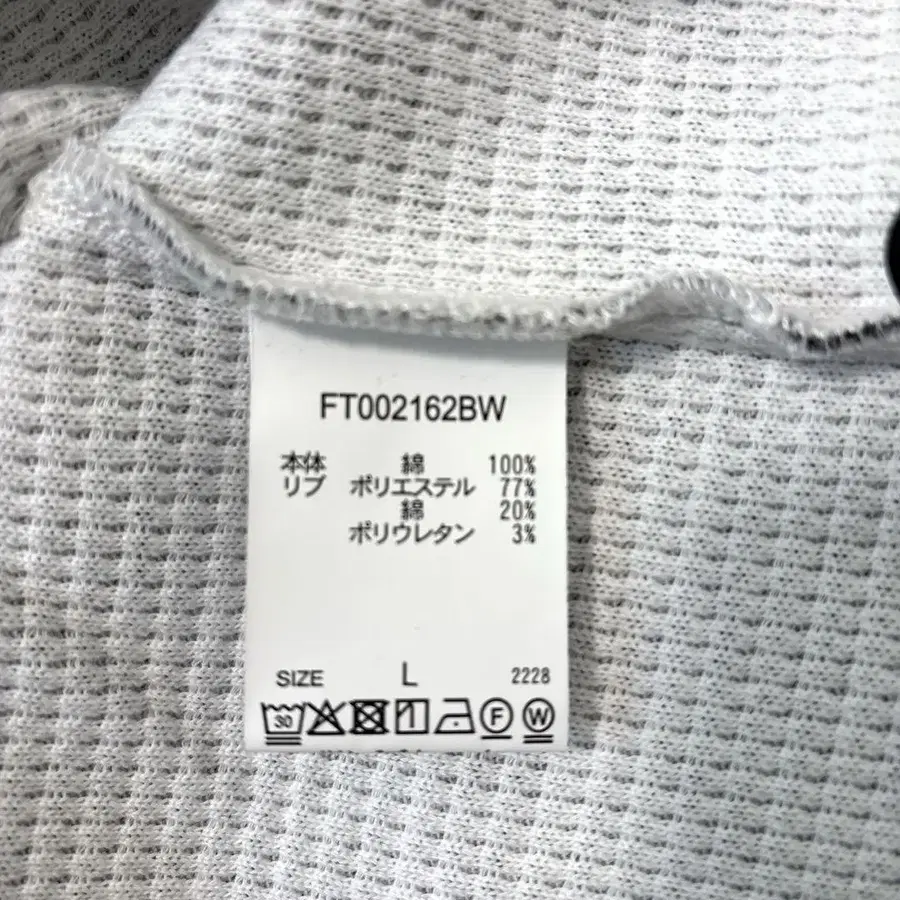 FT002162BW
本体 綿 100%
リブ ポリエステル 77%
綿 20%
ポリウレタン 3%
SIZE L 2228
30 F W